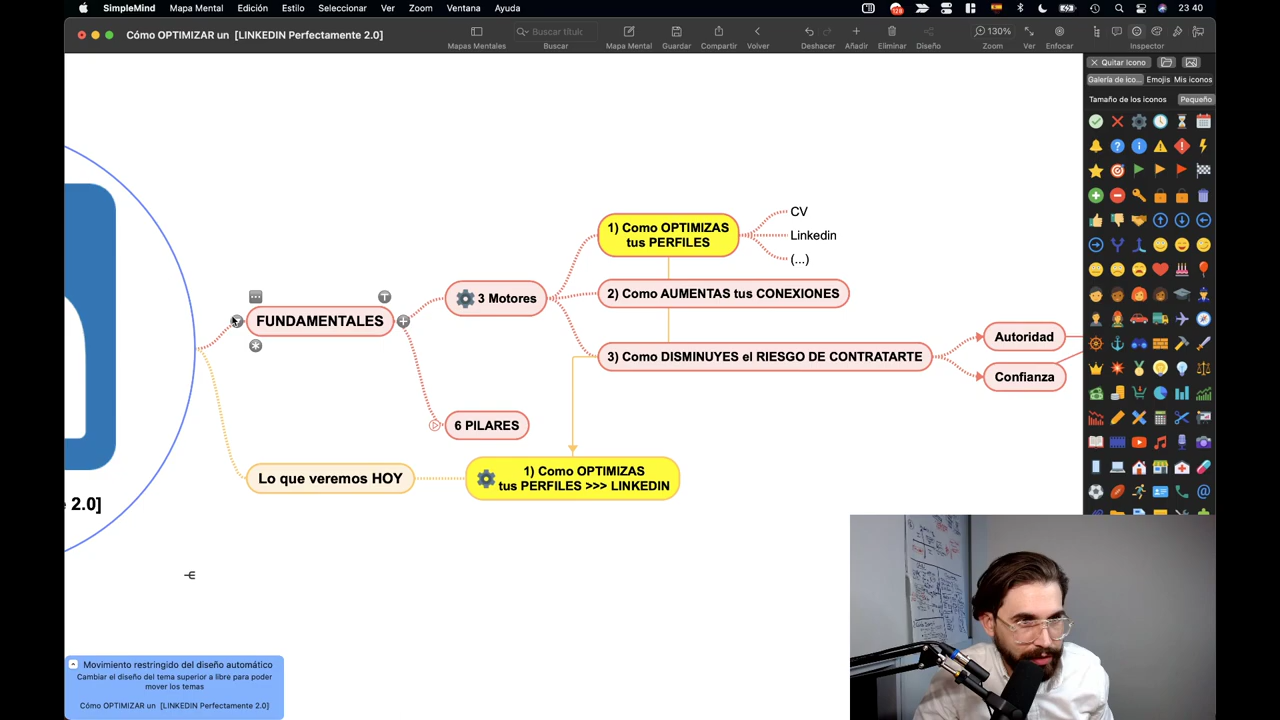 SimpleMind Mapa Mental Edición Estilo Seleccionar Ver Zoom Ventana Ayuda
23 40
Cómo OPTIMIZAR un [LINKEDIN Perfectamente 2.0]
Mapas Mentales
Buscar título
Buscar
Mapa Mental
Guardar
Compartir
Volver
Deshacer
Añadir
Eliminar
Diseño
130%
Zoom
Ver
Enfocar
Inspector
Quitar Icono
Galería de ico... Emojis Mis iconos
Tamaño de los iconos Pequeño
1) Como OPTIMIZAS
tus PERFILES
CV
Linkedin
(...)
3 Motores
2) Como AUMENTAS tus CONEXIONES
FUNDAMENTALES
3) Como DISMINUYES el RIESGO DE CONTRATARTE
Autoridad
Confianza
6 PILARES
Lo que veremos HOY
1) Como OPTIMIZAS
tus PERFILES >>> LINKEDIN
e 2.0]
Movimiento restringido del diseño automático
Cambiar el diseño del tema superior a libre para poder
mover los temas
Cómo OPTIMIZAR un [LINKEDIN Perfectamente 2.0]